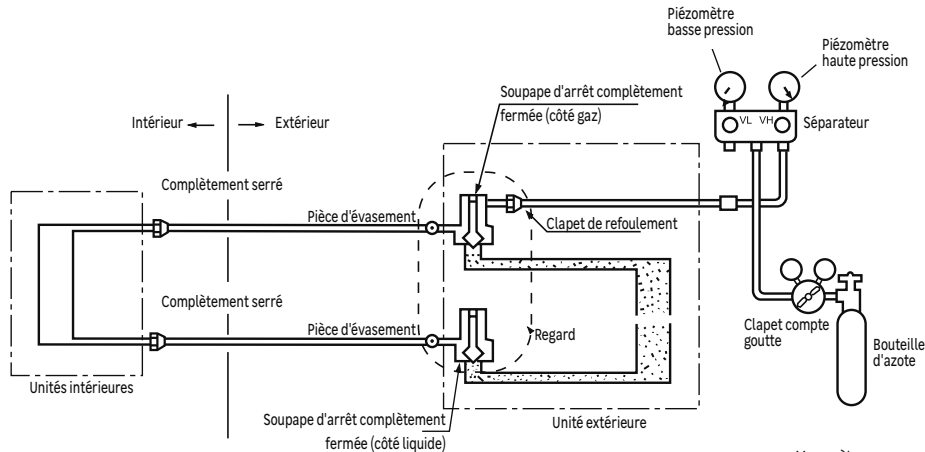 Piézomètre
basse pression
Piézomètre
haute pression
Soupape d'arrêt complètement
fermée (côté gaz)
Intérieur
Extérieur
VL
VH
Séparateur
Complètement serré
Pièce d'évasement
Clapet de refoulement
Complètement serré
Pièce d'évasement
Regard
Clapet compte
goutte
Bouteille
d'azote
Unités intérieures
Soupape d'arrêt complètement
fermée (côté liquide)
Unité extérieure